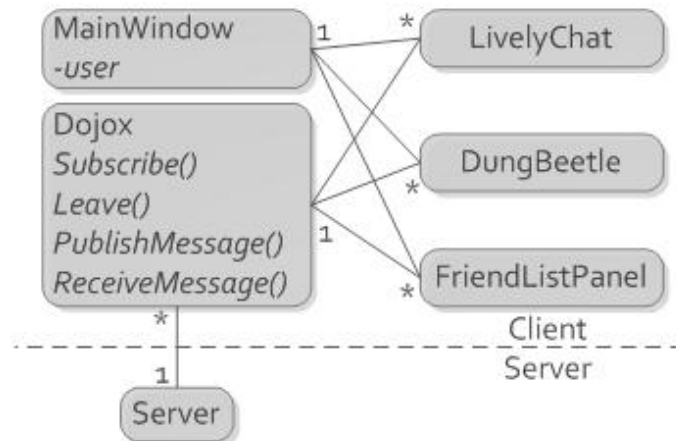 MainWindow
-user
1
*
LivelyChat
Dojox
Subscribe()
Leave()
PublishMessage()
ReceiveMessage()
1
*
DungBeetle
*
FriendListPanel
*
Client
Server
1
Server